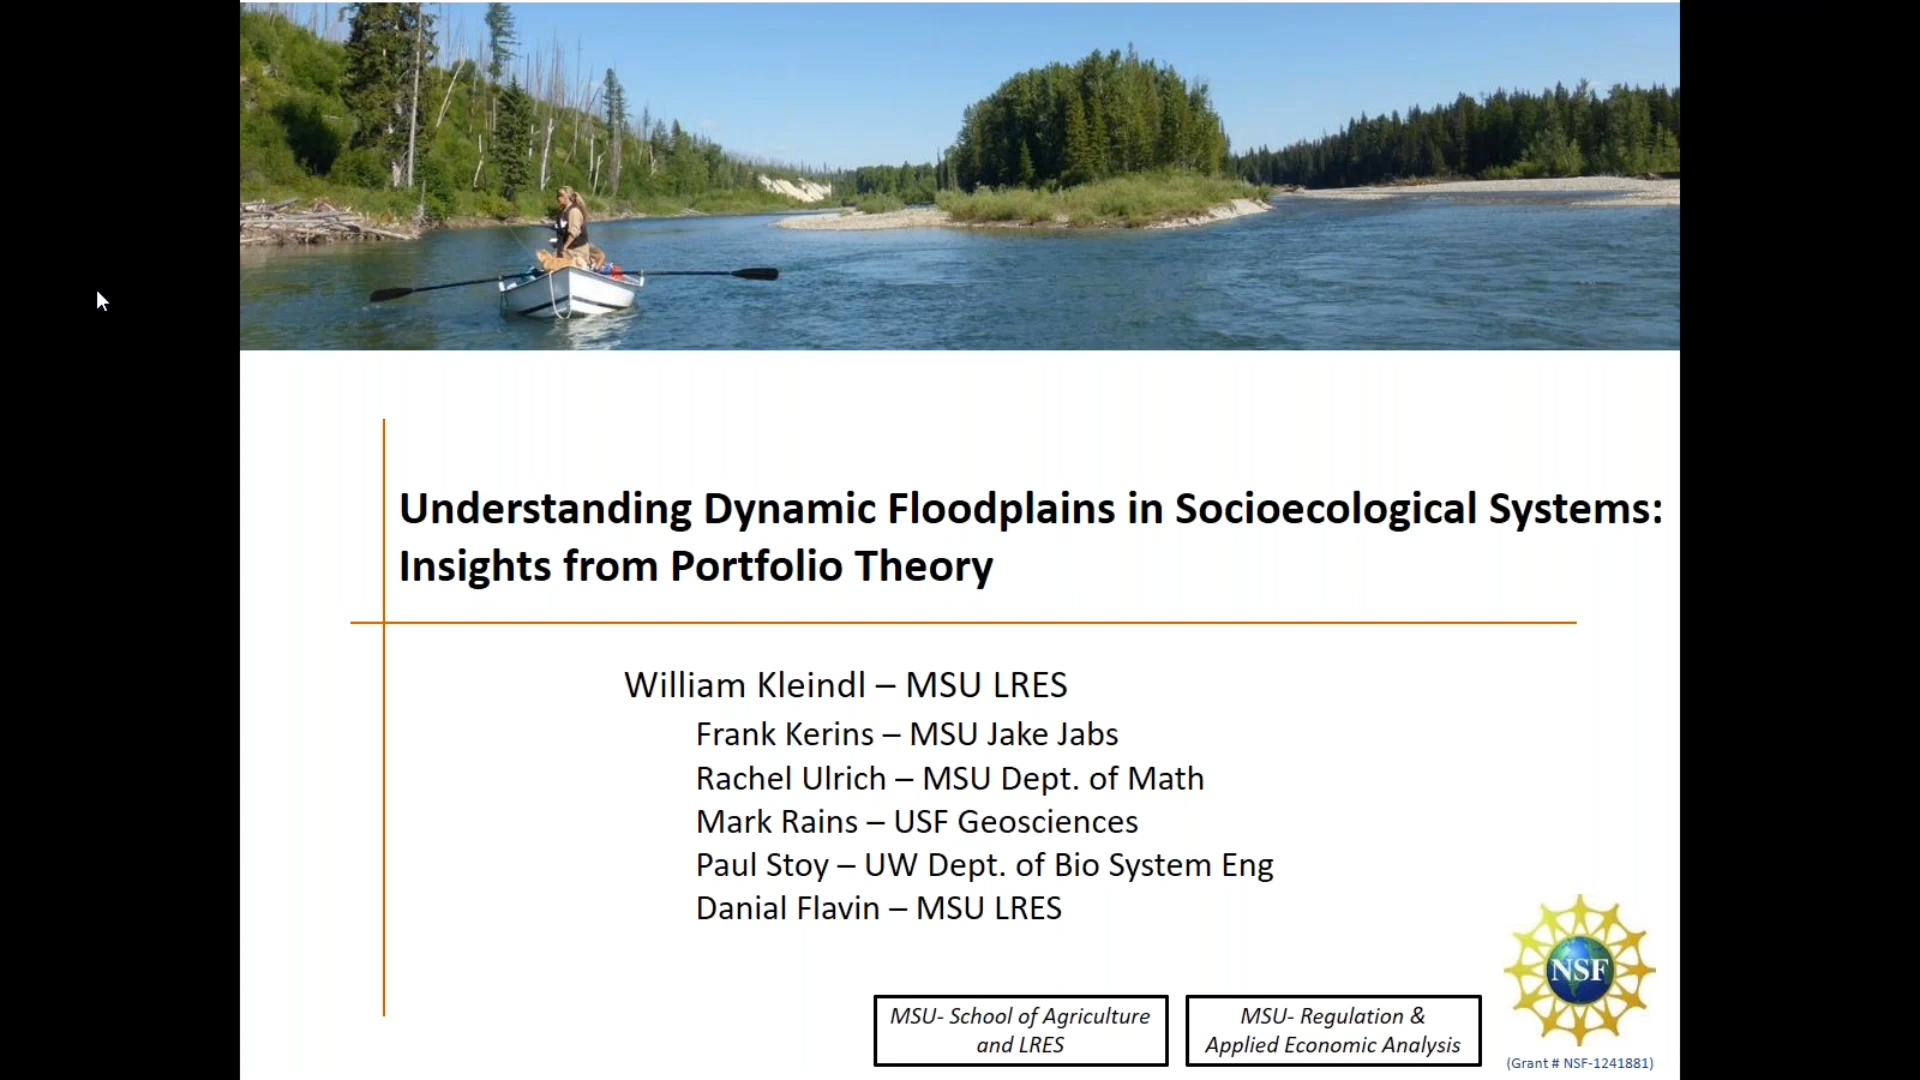 Understanding Dynamic Floodplains in Socioecological Systems:
Insights from Portfolio Theory
William Kleindl – MSU LRES
Frank Kerins – MSU Jake Jabs
Rachel Ulrich – MSU Dept. of Math
Mark Rains – USF Geosciences
Paul Stoy – UW Dept. of Bio System Eng
Danial Flavin – MSU LRES
MSU- School of Agriculture
and LRES
MSU- Regulation &
Applied Economic Analysis
NSF
(Grant # NSF-1241881)